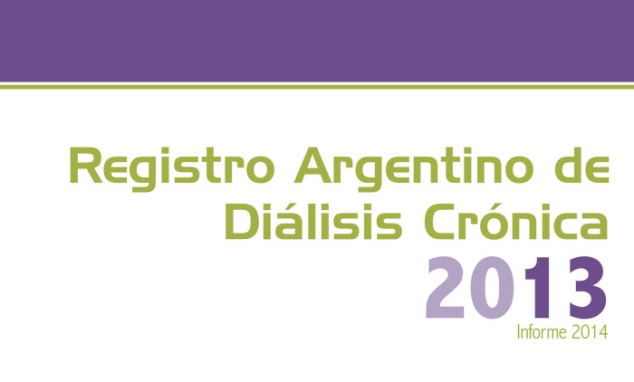 Registro Argentino de
Diálisis Crónica
2013
Informe 2014